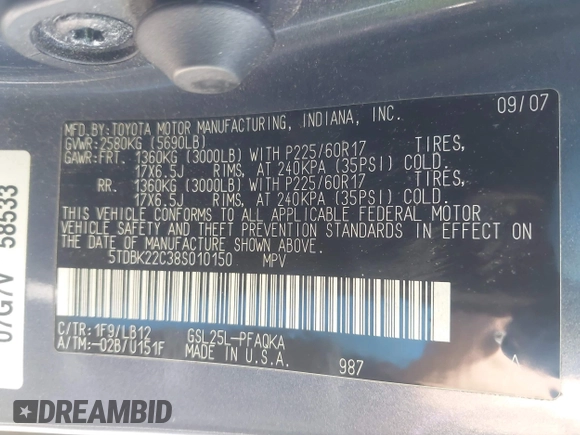 09/07
MFD.BY:TOYOTA MOTOR MANUFACTURING, INDIANA, INC.
GVWR:2580KG (5690LB)
GAWR:FRT. 1360KG (3000LB) WITH P225/60R17 TIRES,
17X6.5J RIMS, AT 240KPA (35PSI) COLD.
RR. 1360KG (3000LB) WITH P225/60R17 TIRES,
17X6.5J RIMS, AT 240KPA (35PSI) COLD.
THIS VEHICLE CONFORMS TO ALL APPLICABLE FEDERAL MOTOR
VEHICLE SAFETY AND THEFT PREVENTION STANDARDS IN EFFECT
ON THE DATE OF MANUFACTURE SHOWN ABOVE.
5TDBK22C38S010150 MPV
C/TR:1F9/LB12 GSL25L-PFAQKA
A/TM:-02B/U151F MADE IN U.S.A.
987 A
07G7V 58533
DREAMBID